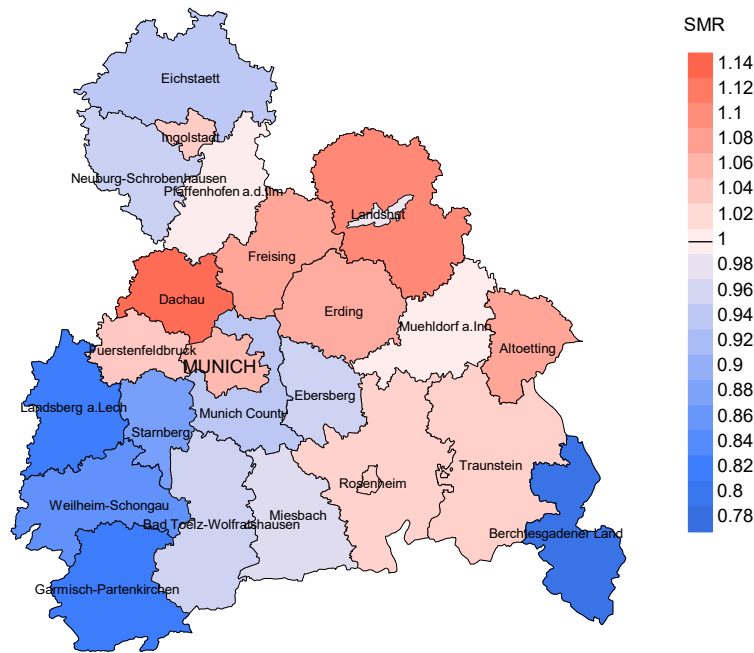 SMR
1.14
1.12
1.1
1.08
1.06
1.04
1.02
1
0.98
0.96
0.94
0.92
0.9
0.88
0.86
0.84
0.82
0.8
0.78
Eichstaett
Ingolstadt
Neuburg-Schrobenhausen
Pfaffenhofen a.d.Ilm
Landshut
Freising
Dachau
Erding
Muehldorf a.Inn
Altoetting
Fuerstenfeldbruck
MUNICH
Ebersberg
Landsberg a.Lech
Munich County
Starnberg
Traunstein
Rosenheim
Weilheim-Schongau
Miesbach
Bad Toelz-Wolfratshausen
Berchtesgadener Land
Garmisch-Partenkirchen